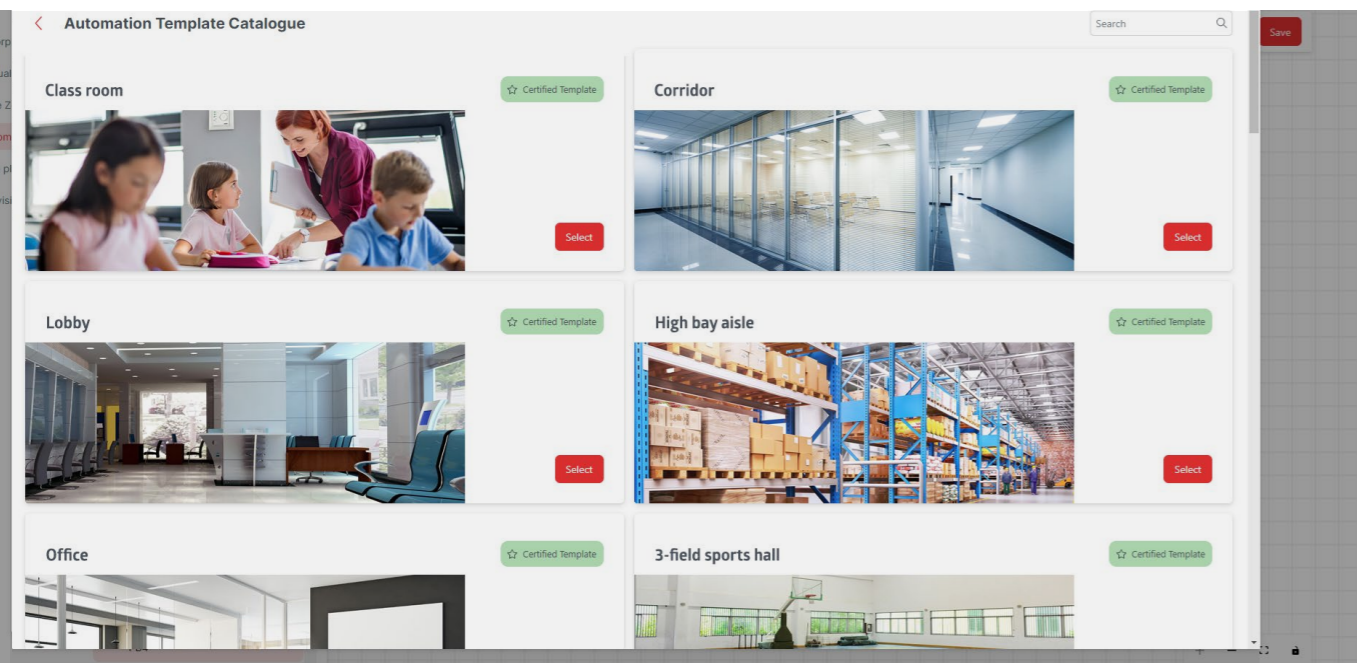 Automation Template Catalogue
Search
Save
Class room
Certified Template
Select
Corridor
Certified Template
Select
Lobby
Certified Template
Select
High bay aisle
Certified Template
Select
Office
Certified Template
3-field sports hall
Certified Template